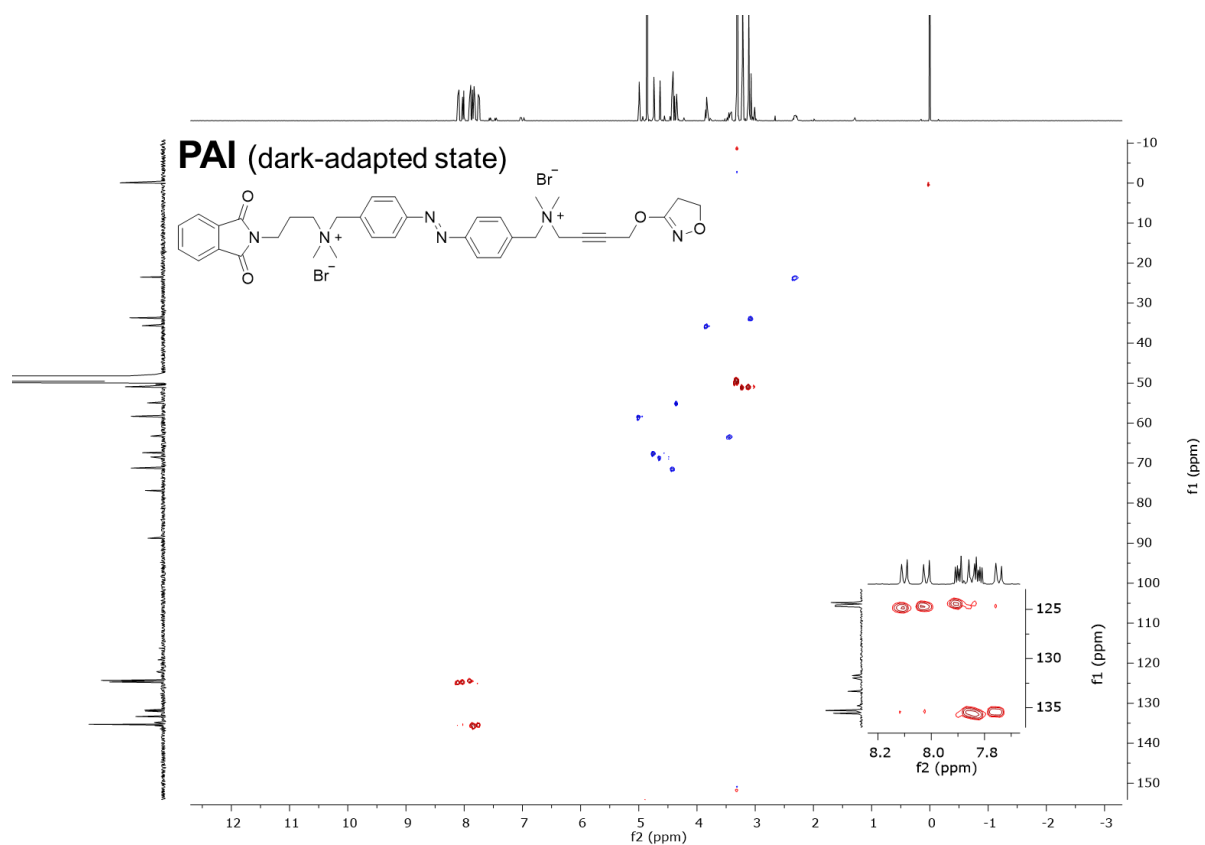 PAI (dark-adapted state)
Br−
O
N
O
N+
Br−
N
N
N+
O
N
O
-10
0
10
20
30
40
50
60
70
80
90
100
110
120
130
140
150
f1 (ppm)
125
130
135
f1 (ppm)
8.2 8.0 7.8
f2 (ppm)
12 11 10 9 8 7 6 5 4 3 2 1 0 -1 -2 -3
f2 (ppm)